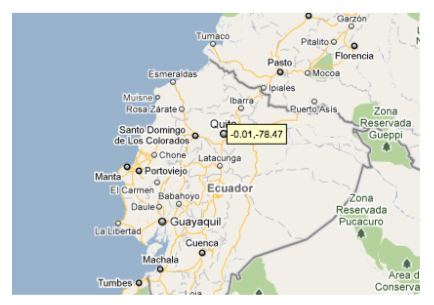 Garzón
Tumaco
Pitalito
Florencia
Pasto
Mocoa
Esmeraldas
Ipiales
Muisne
Ibarra
Rosa Zárate
Puerto Asís
Zona
Reservada
Gueppi
Quito
-0.01,-78.47
Santo Domingo
de Los Colorados
Chone
Latacunga
Manta
Portoviejo
El Carmen
Ecuador
Babahoyo
Zona
Reservada
Pucacuro
Daule
Guayaquil
La Libertad
Cuenca
Machala
Area d
Conserva
Tumbes
Loja